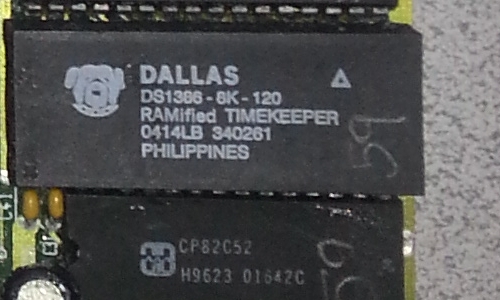 DALLAS
DS1386-8K-120
RAMified TIMEKEEPER
0414LB 340261
PHILIPPINES
59
CP82C52
H9623 01642C
59